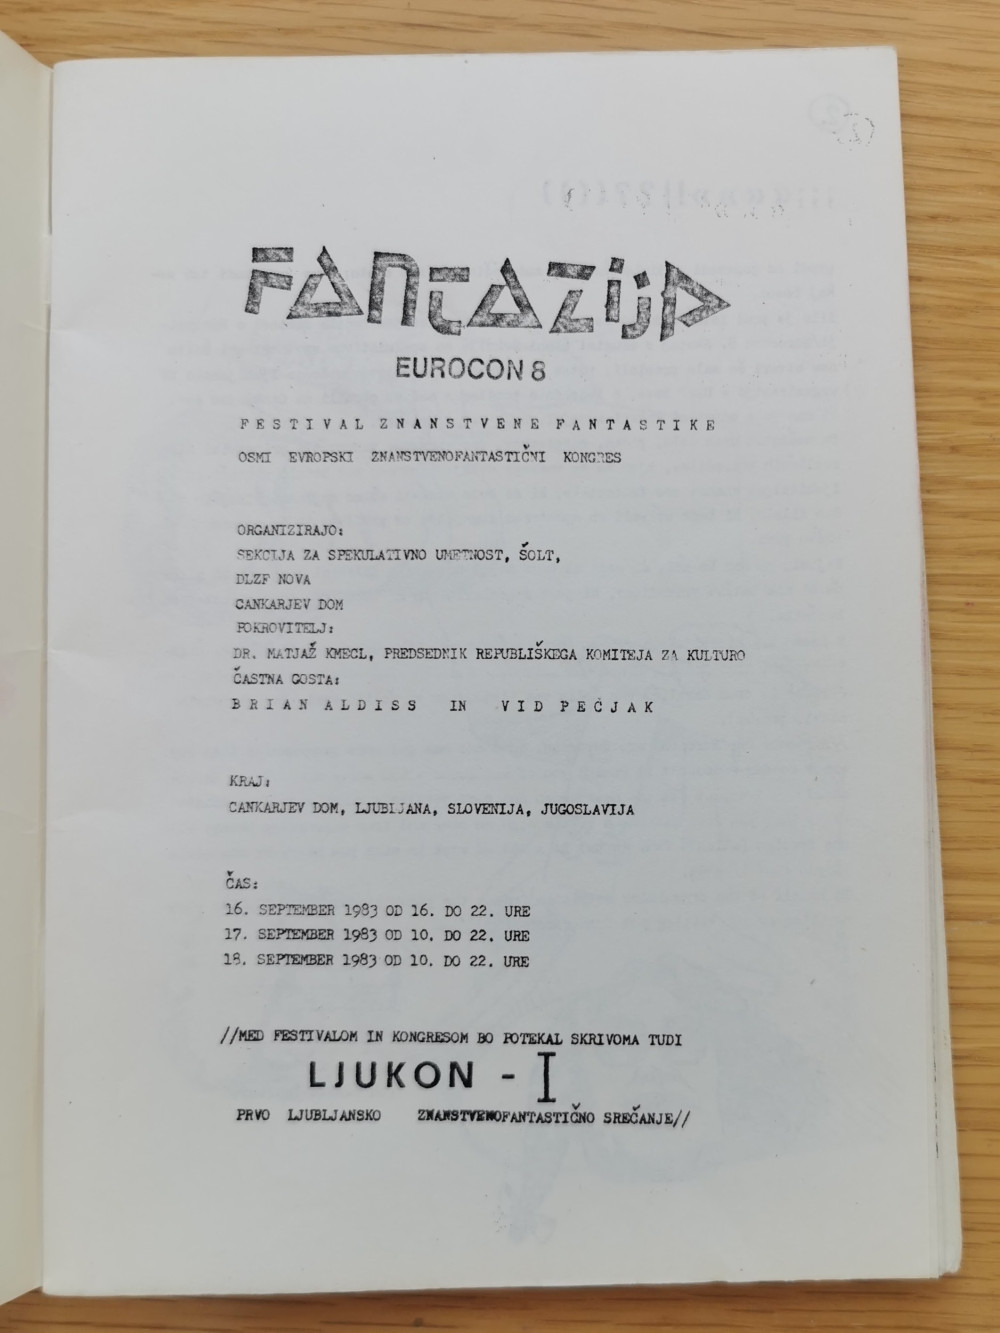 FANTAZIJA
EUROCON 8
FESTIVAL ZNANSTVENE FANTASTIKE
OSMI EVROPSKI ZNANSTVENOFANTASTIČNI KONGRES
ORGANIZIRAJO:
SEKCIJA ZA SPEKULATIVNO UMETNOST, ŠOLT,
DLZF NOVA
CANKARJEV DOM
POKROVITELJ:
DR. MATJAŽ KMECL, PREDSEDNIK REPUBLIŠKEGA KOMITEJA ZA KULTURO
ČASTNA GOSTA:
BRIAN ALDISS IN VID PEČJAK
KRAJ:
CANKARJEV DOM, LJUBLJANA, SLOVENIJA, JUGOSLAVIJA
ČAS:
16. SEPTEMBER 1983 OD 16. DO 22. URE
17. SEPTEMBER 1983 OD 10. DO 22. URE
18. SEPTEMBER 1983 OD 10. DO 22. URE
//MED FESTIVALOM IN KONGRESOM BO POTEKAL SKRIVOMA TUDI
LJUKON - I
PRVO LJUBLJANSKO ZNANSTVENOFANTASTIČNO SREČANJE//